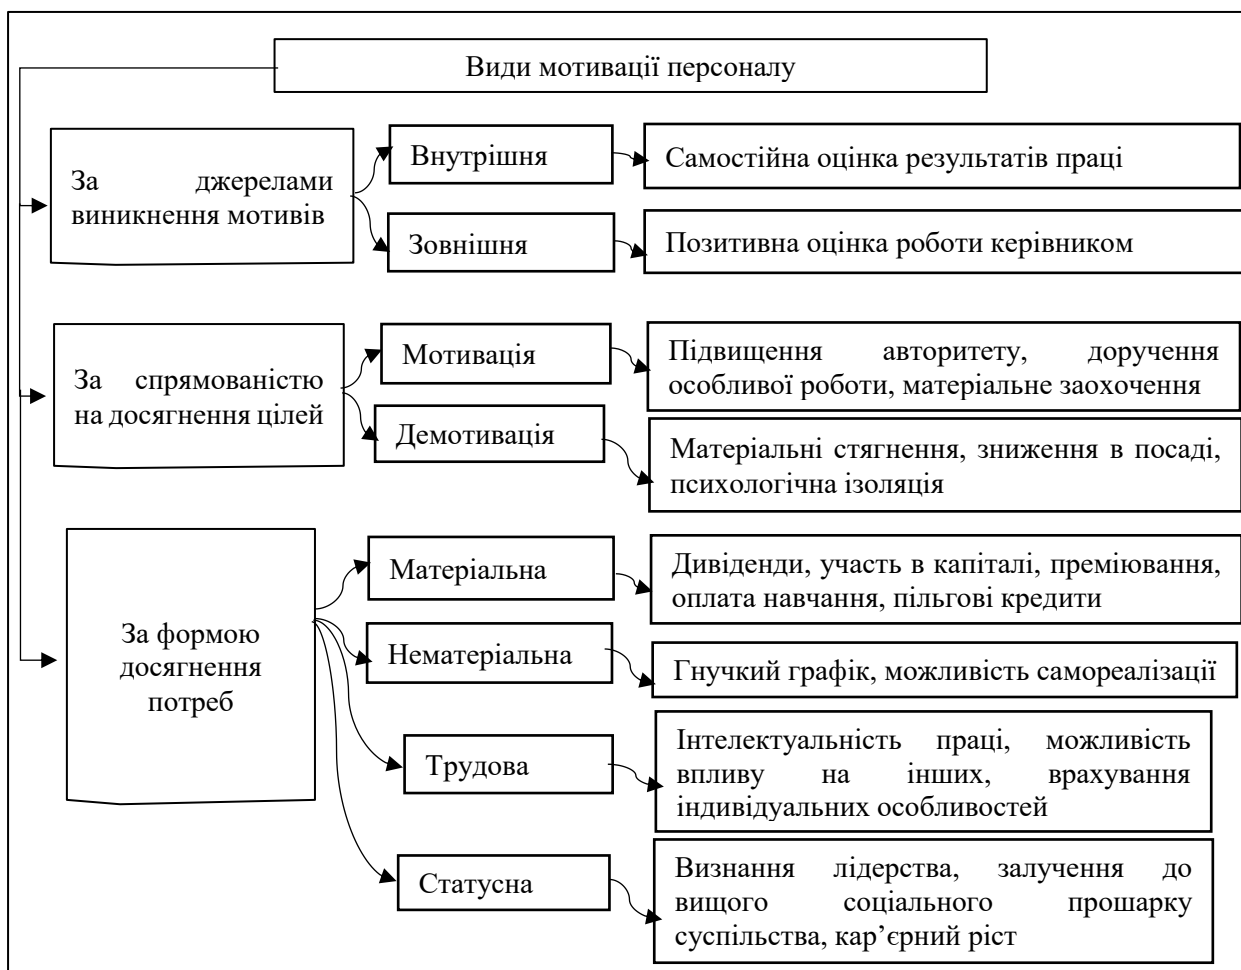 Види мотивації персоналу
За джерелами
виникнення мотивів
Внутрішня
Самостійна оцінка результатів праці
Зовнішня
Позитивна оцінка роботи керівником
За спрямованістю
на досягнення цілей
Мотивація
Підвищення авторитету, доручення
особливої роботи, матеріальне заохочення
Демотивація
Матеріальні стягнення, зниження в посаді,
психологічна ізоляція
За формою
досягнення
потреб
Матеріальна
Дивіденди, участь в капіталі, преміювання,
оплата навчання, пільгові кредити
Нематеріальна
Гнучкий графік, можливість самореалізації
Трудова
Інтелектуальність праці, можливість
впливу на інших, врахування
індивідуальних особливостей
Статусна
Визнання лідерства, залучення до
вищого соціального прошарку
суспільства, кар’єрний ріст